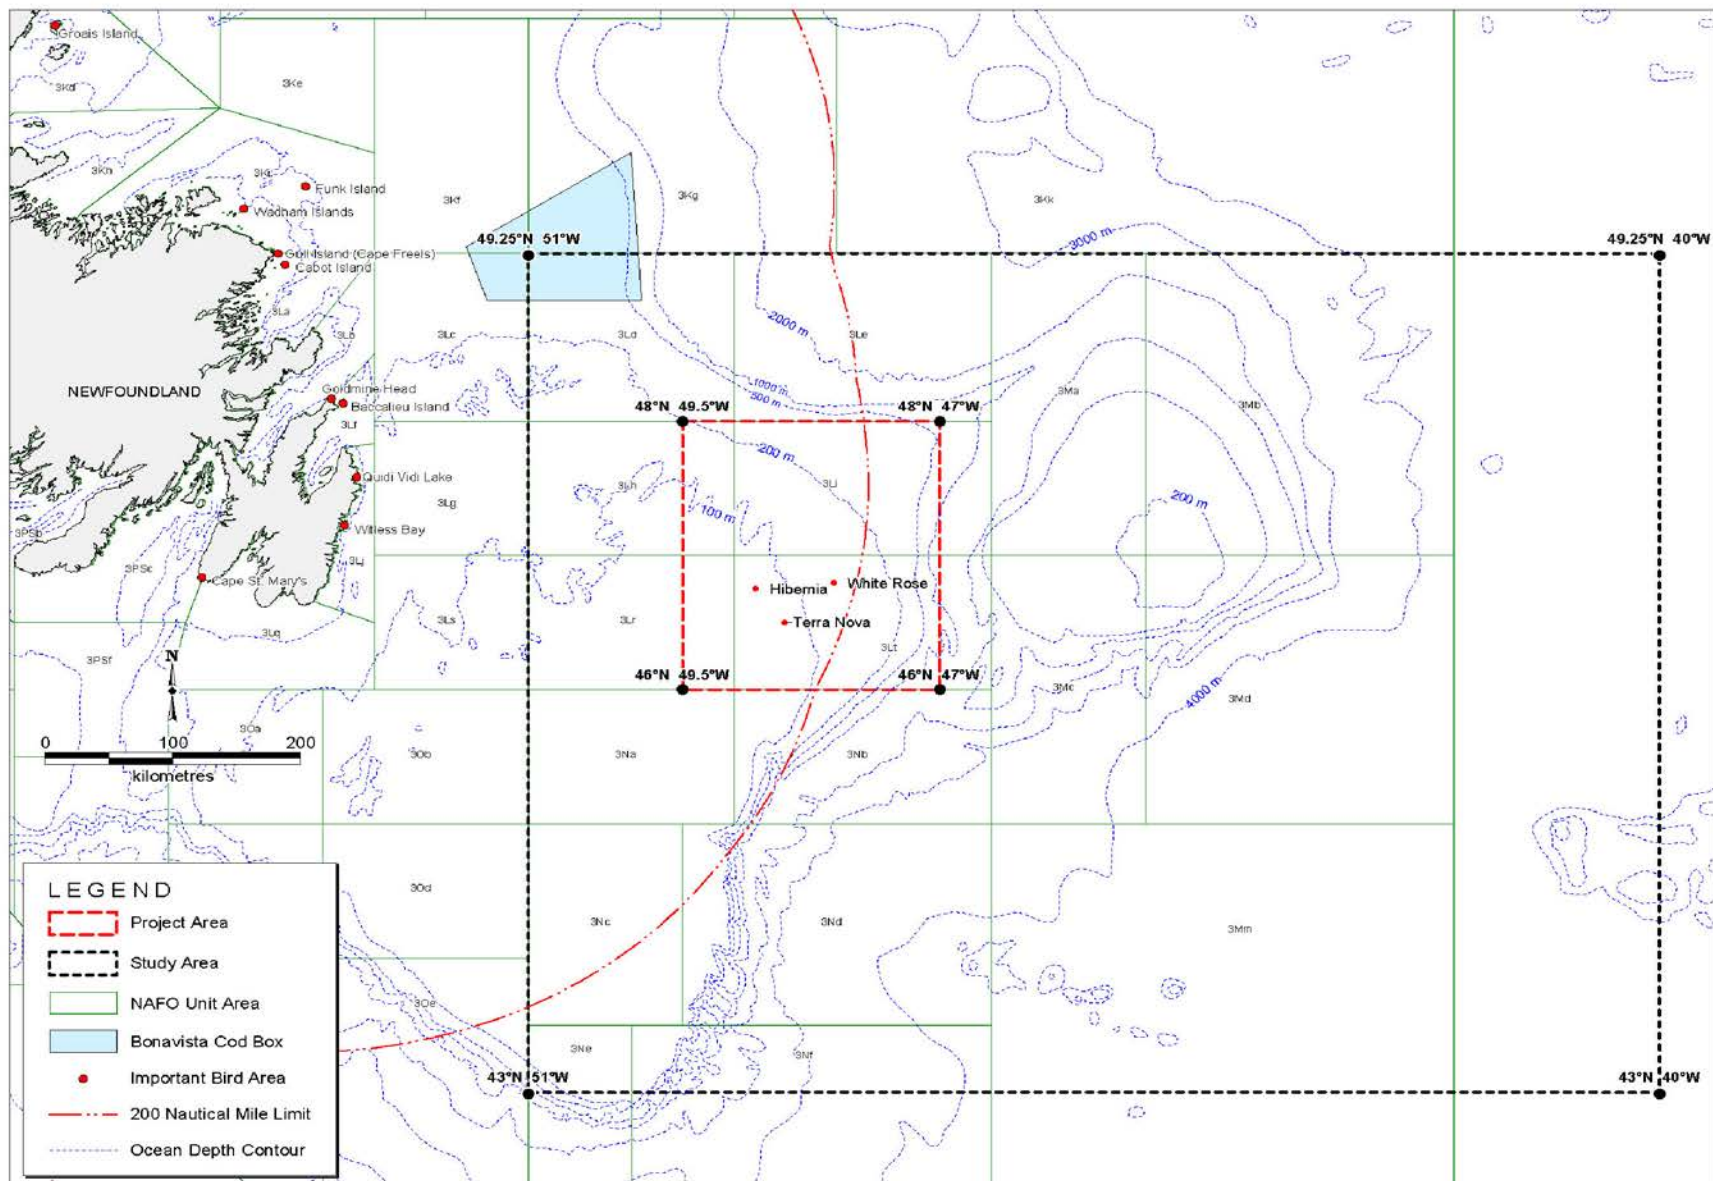 Groais Island
3Kd
3Ke
3Kn
3Ki
Funk Island
Wadham Islands
3Kf
3Kg
3Kk
49.25°N 51°W
49.25°N 40°W
3000 m
Gull Island (Cape Freels)
Cabot Island
3La
3Lb
3Lc
3Ld
2000 m
3Le
NEWFOUNDLAND
Goldmine Head
Baccalieu Island
1000 m
500 m
3Ma
3Mb
48°N 49.5°W
48°N 47°W
3Lf
200 m
Quidi Vidi Lake
3Lh
3Li
3Lg
100 m
200 m
Witless Bay
3PSb
3PSc
3Lj
Cape St. Mary's
Hibernia
White Rose
Terra Nova
3Lq
3Ls
3Lr
3Lt
3PSf
N
46°N 49.5°W
46°N 47°W
3Mc
3Md
4000 m
3Oa
3Ob
3Na
3Nb
0 100 200
kilometres
3Od
3Nc
3Nd
3Mm
3Oe
3Ne
3Nf
43°N 51°W
43°N 40°W
LEGEND
Project Area
Study Area
NAFO Unit Area
Bonavista Cod Box
Important Bird Area
200 Nautical Mile Limit
Ocean Depth Contour